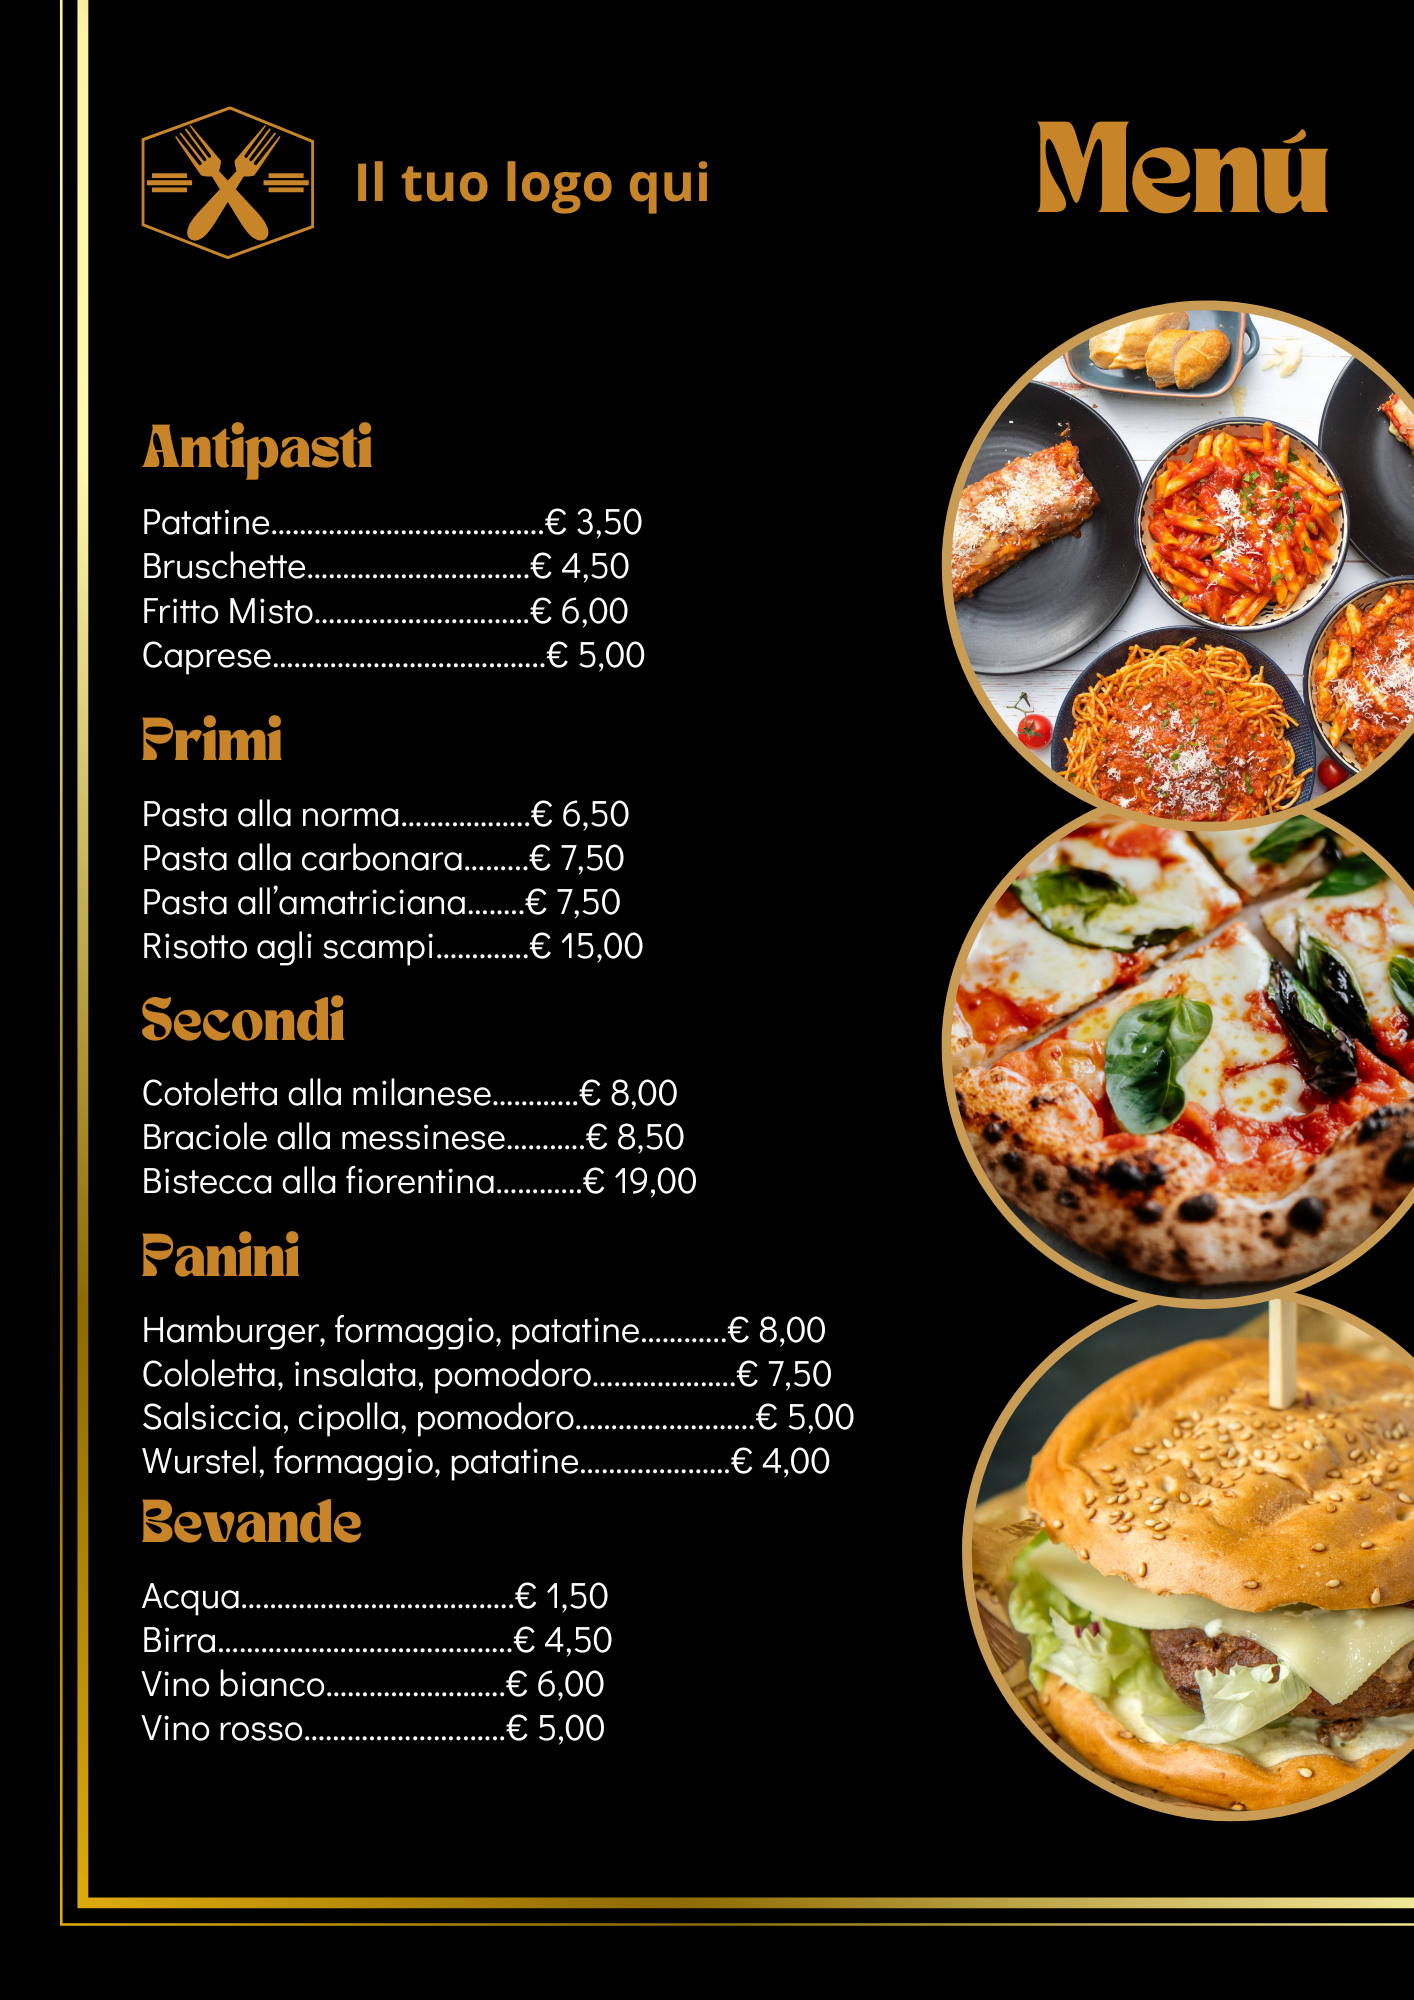 Il tuo logo qui
Menú
Antipasti
Patatine......................................€ 3,50
Bruschette...............................€ 4,50
Fritto Misto..............................€ 6,00
Caprese......................................€ 5,00
Primi
Pasta alla norma..................€ 6,50
Pasta alla carbonara.........€ 7,50
Pasta all’amatriciana........€ 7,50
Risotto agli scampi.............€ 15,00
Secondi
Cotoletta alla milanese............€ 8,00
Braciole alla messinese...........€ 8,50
Bistecca alla fiorentina............€ 19,00
Panini
Hamburger, formaggio, patatine............€ 8,00
Cololetta, insalata, pomodoro....................€ 7,50
Salsiccia, cipolla, pomodoro.........................€ 5,00
Wurstel, formaggio, patatine.....................€ 4,00
Bevande
Acqua......................................€ 1,50
Birra.........................................€ 4,50
Vino bianco.........................€ 6,00
Vino rosso............................€ 5,00